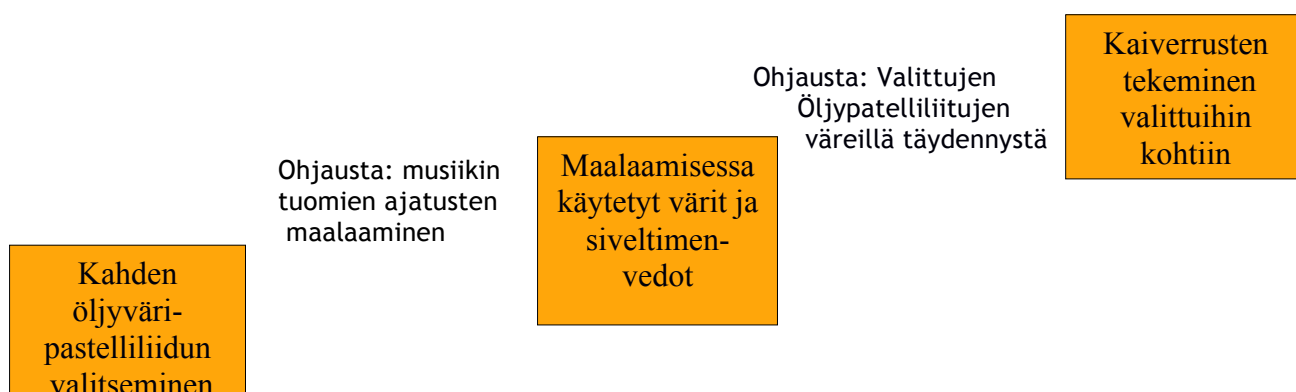 Kahden
öljyväri-
pastelliliidun
valitseminen
Ohjausta: musiikin
tuomien ajatusten
maalaaminen
Maalaamisessa
käytetyt värit ja
siveltimen-
vedot
Ohjausta: Valittujen
Öljypatelliliitujen
väreillä täydennystä
Kaiverrusten
tekeminen
valittuihin
kohtiin